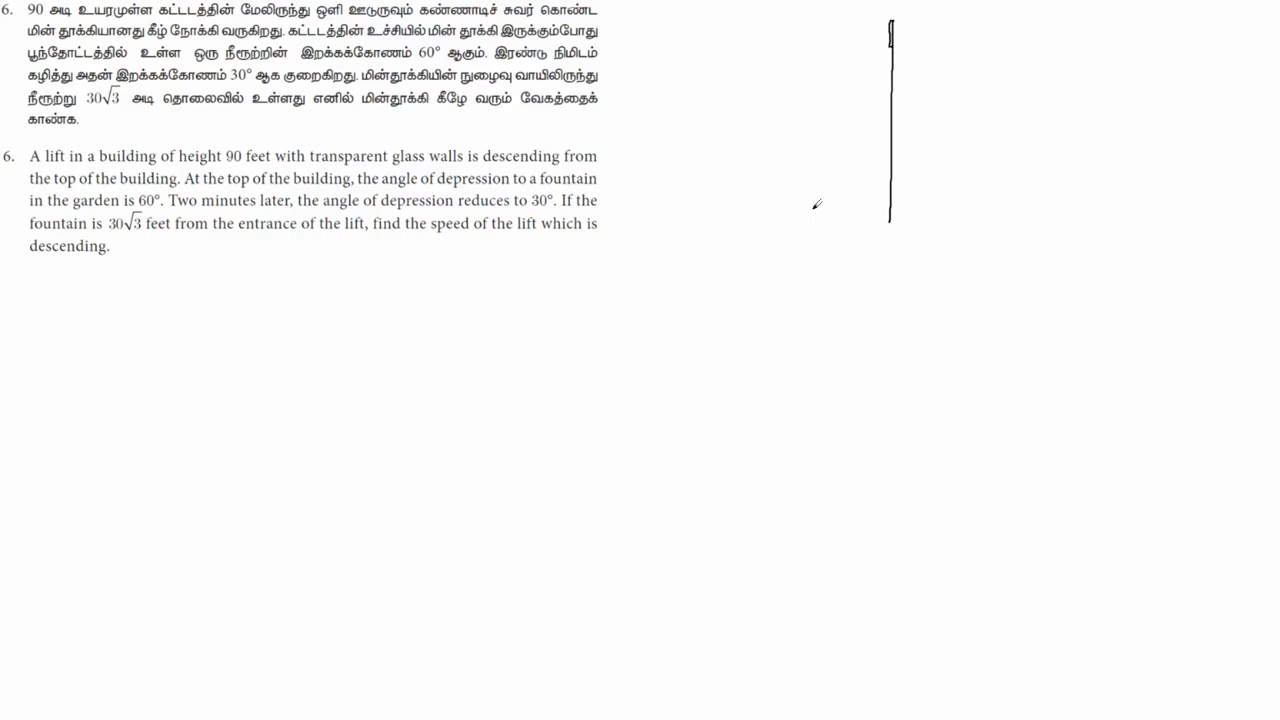 6. 90 அடி உயரமுள்ள கட்டடத்தின் மேலிருந்து ஒளி ஊடுருவும் கண்ணாடிச் சுவர் கொண்ட
மின் தூக்கியானது கீழ் நோக்கி வருகிறது. கட்டடத்தின் உச்சியில் மின் தூக்கி இருக்கும்போது
பூந்தோட்டத்தில் உள்ள ஒரு நீரூற்றின் இறக்கக்கோணம் 60° ஆகும். இரண்டு நிமிடம்
கழித்து அதன் இறக்கக்கோணம் 30° ஆக குறைகிறது. மின்தூக்கியின் நுழைவு வாயிலிருந்து
நீரூற்று 30√3 அடி தொலைவில் உள்ளது எனில் மின்தூக்கி கீழே வரும் வேகத்தைக்
காண்க.
6. A lift in a building of height 90 feet with transparent glass walls is descending from
the top of the building. At the top of the building, the angle of depression to a fountain
in the garden is 60°. Two minutes later, the angle of depression reduces to 30°. If the
fountain is 30√3 feet from the entrance of the lift, find the speed of the lift which is
descending.